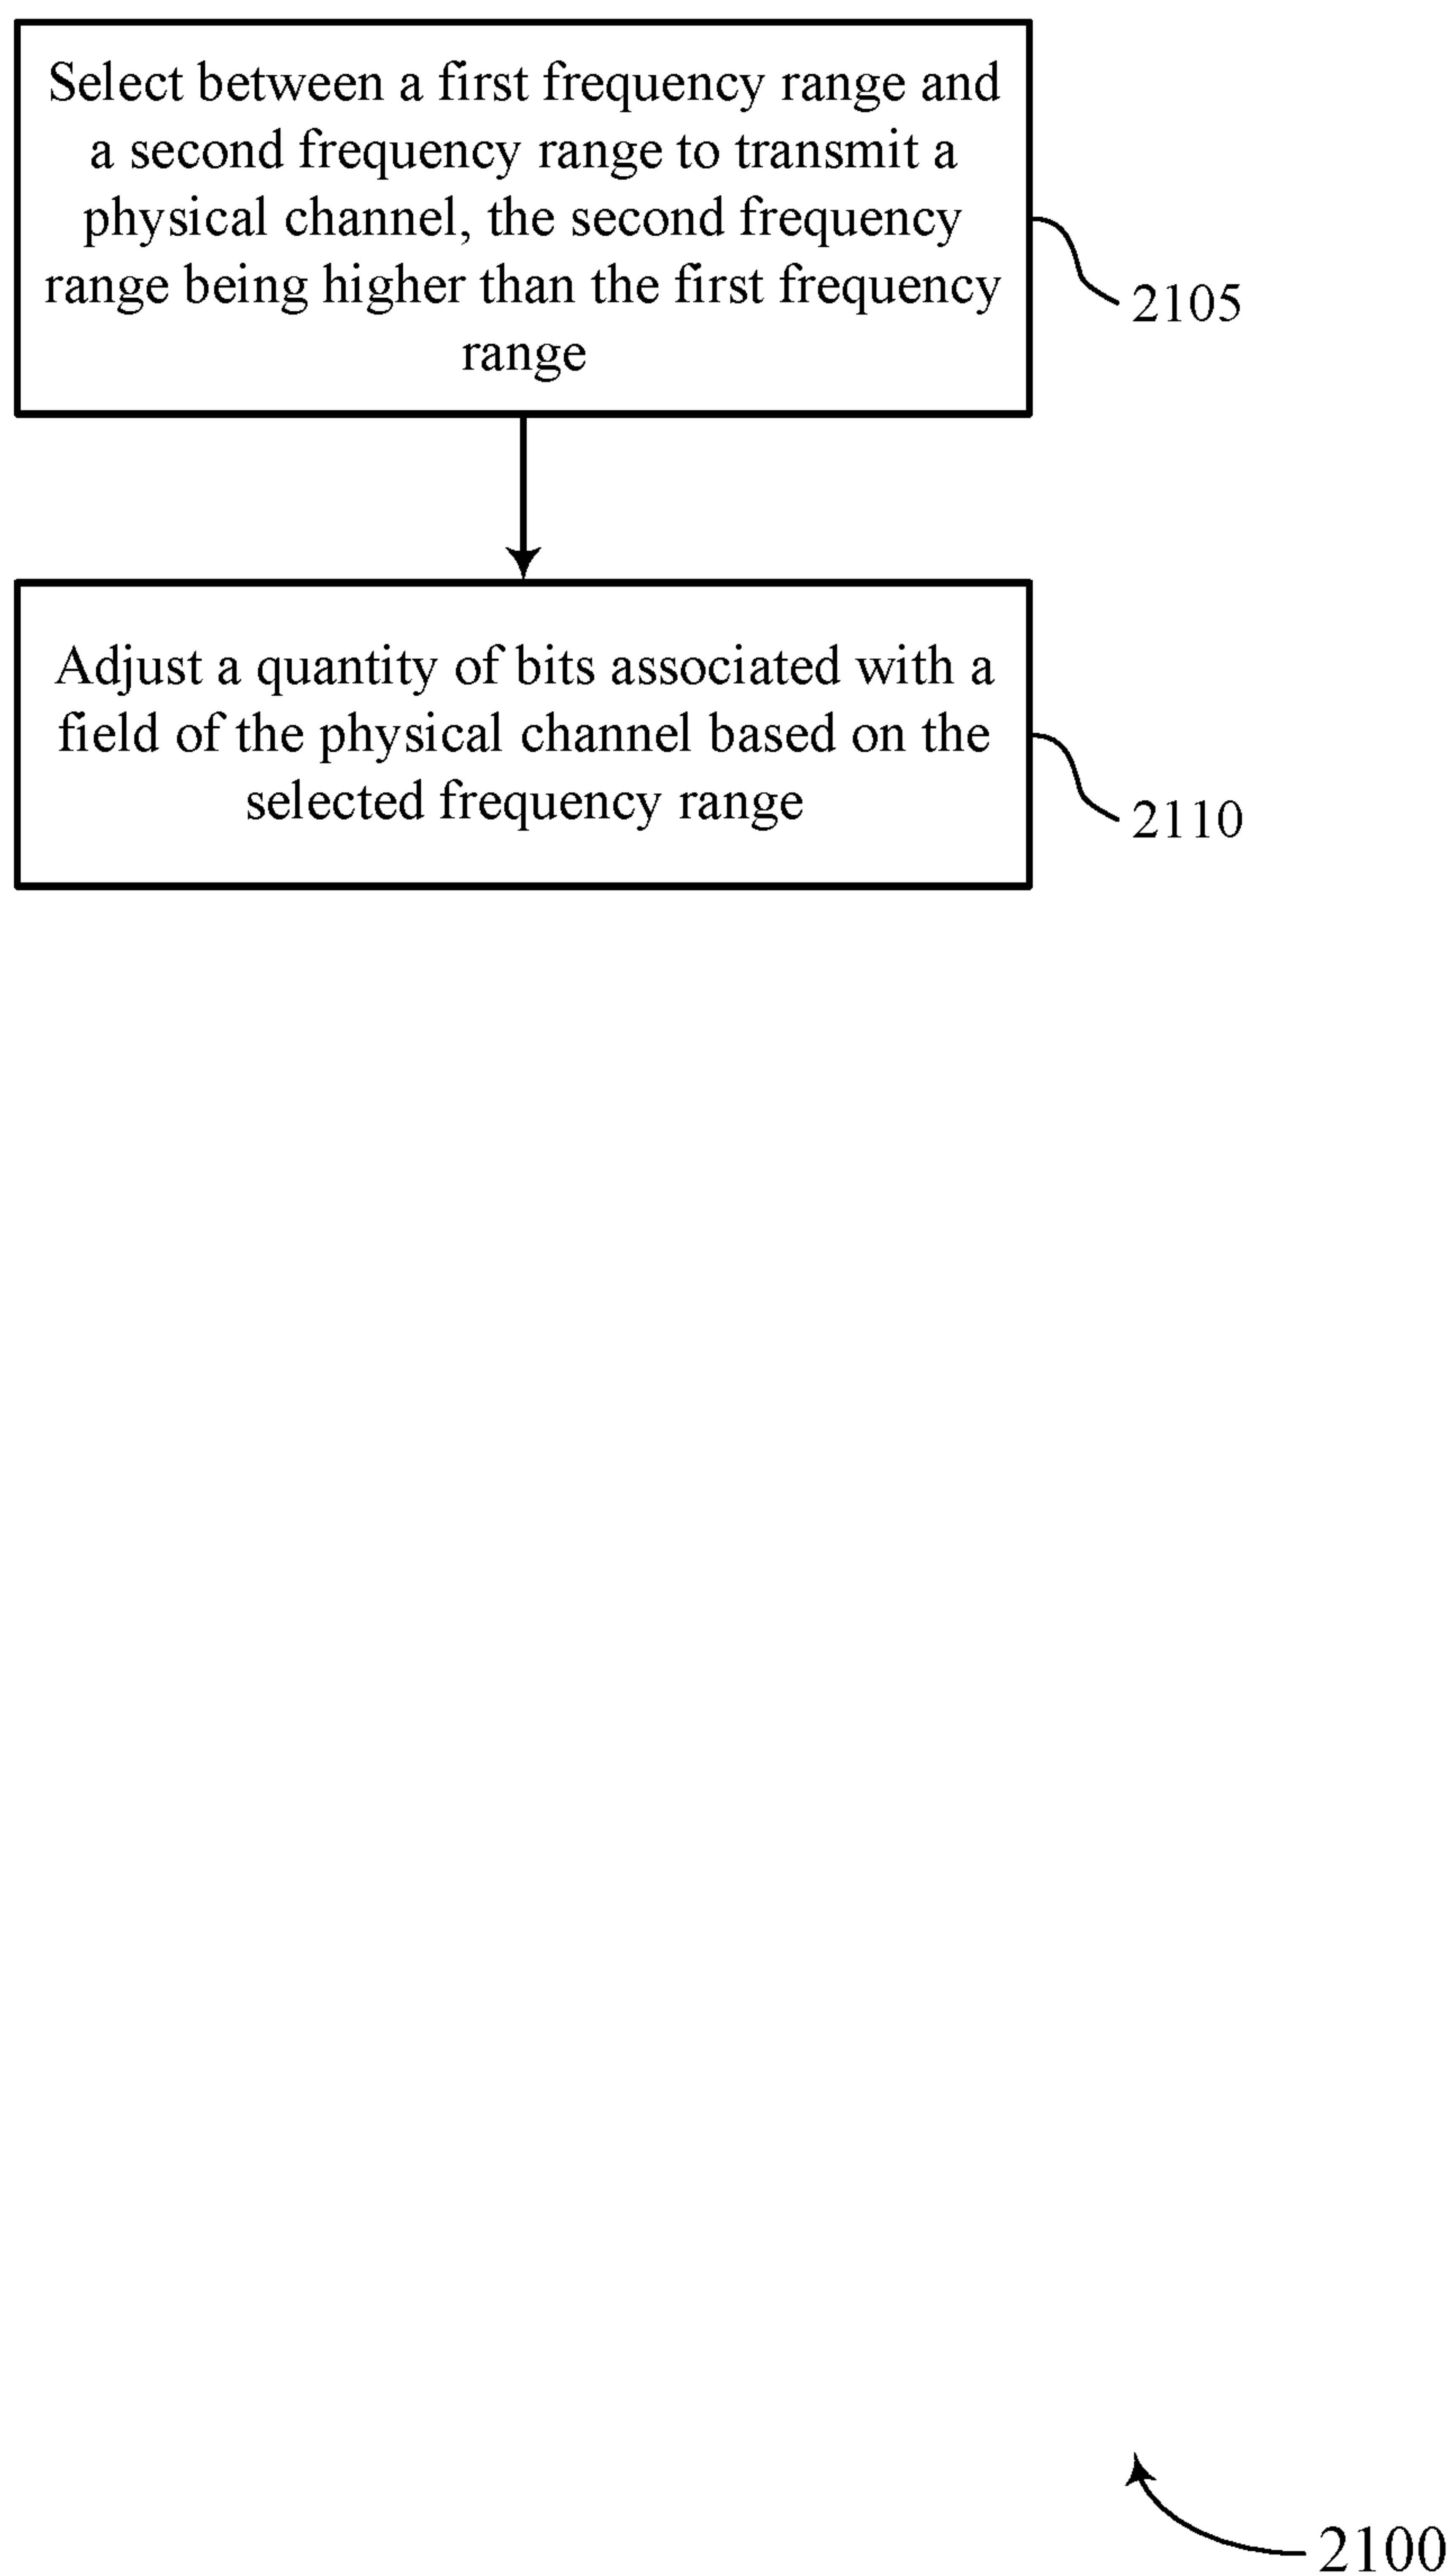 Select between a first frequency range and
a second frequency range to transmit a
physical channel, the second frequency
range being higher than the first frequency
range
2105
Adjust a quantity of bits associated with a
field of the physical channel based on the
selected frequency range
2110
2100